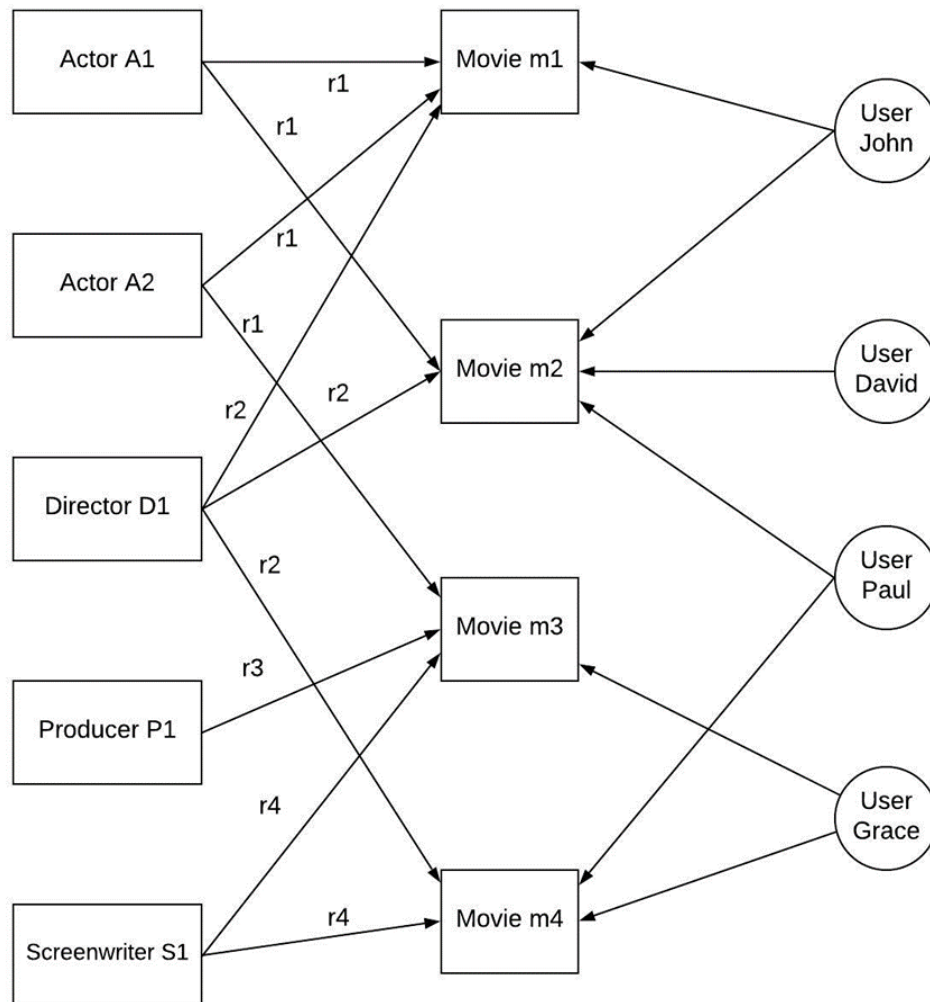 Actor A1
Movie m1
r1
User
John
r1
r1
Actor A2
r1
Movie m2
User
David
r2
r2
Director D1
r2
User
Paul
Movie m3
r3
Producer P1
r4
User
Grace
r4
Movie m4
Screenwriter S1